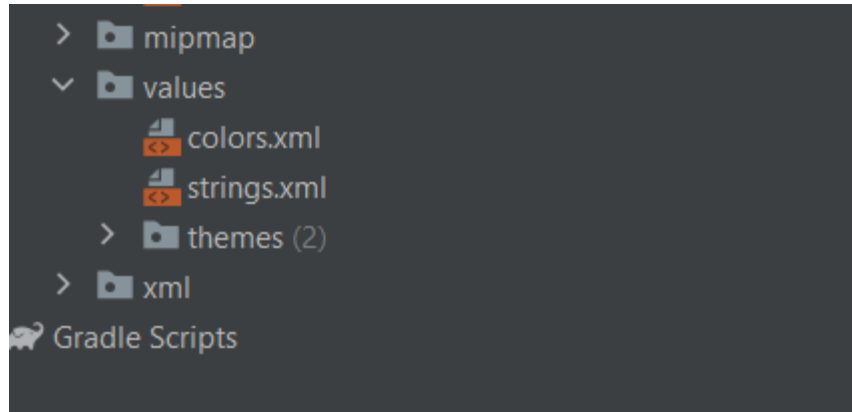 mipmap
values
colors.xml
strings.xml
themes (2)
xml
Gradle Scripts